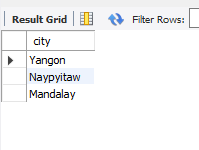 Result Grid Filter Rows:
city
Yangon
Naypyitaw
Mandalay